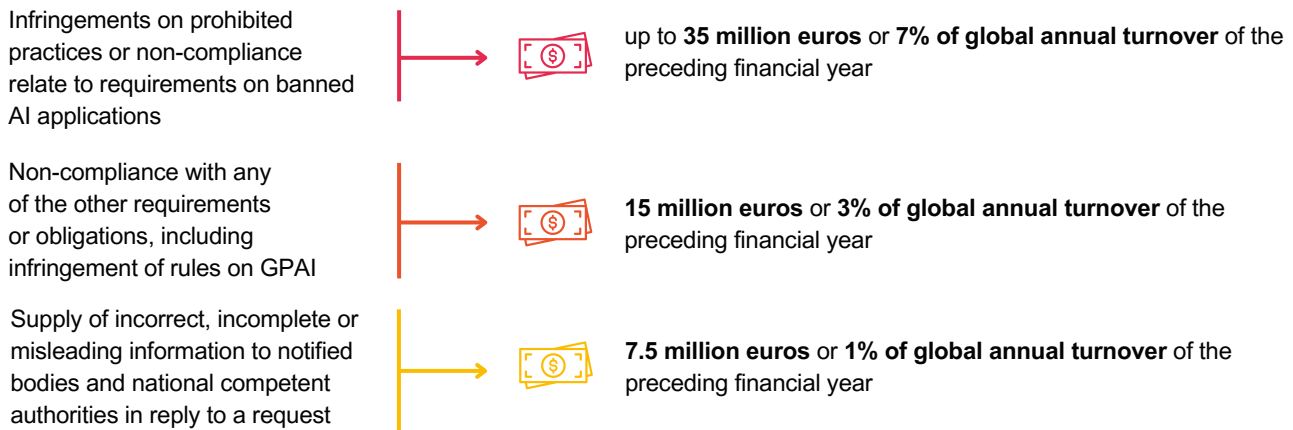 Infringements on prohibited
practices or non-compliance
relate to requirements on banned
AI applications
up to 35 million euros or 7% of global annual turnover of the
preceding financial year
Non-compliance with any
of the other requirements
or obligations, including
infringement of rules on GPAI
15 million euros or 3% of global annual turnover of the
preceding financial year
Supply of incorrect, incomplete or
misleading information to notified
bodies and national competent
authorities in reply to a request
7.5 million euros or 1% of global annual turnover of the
preceding financial year